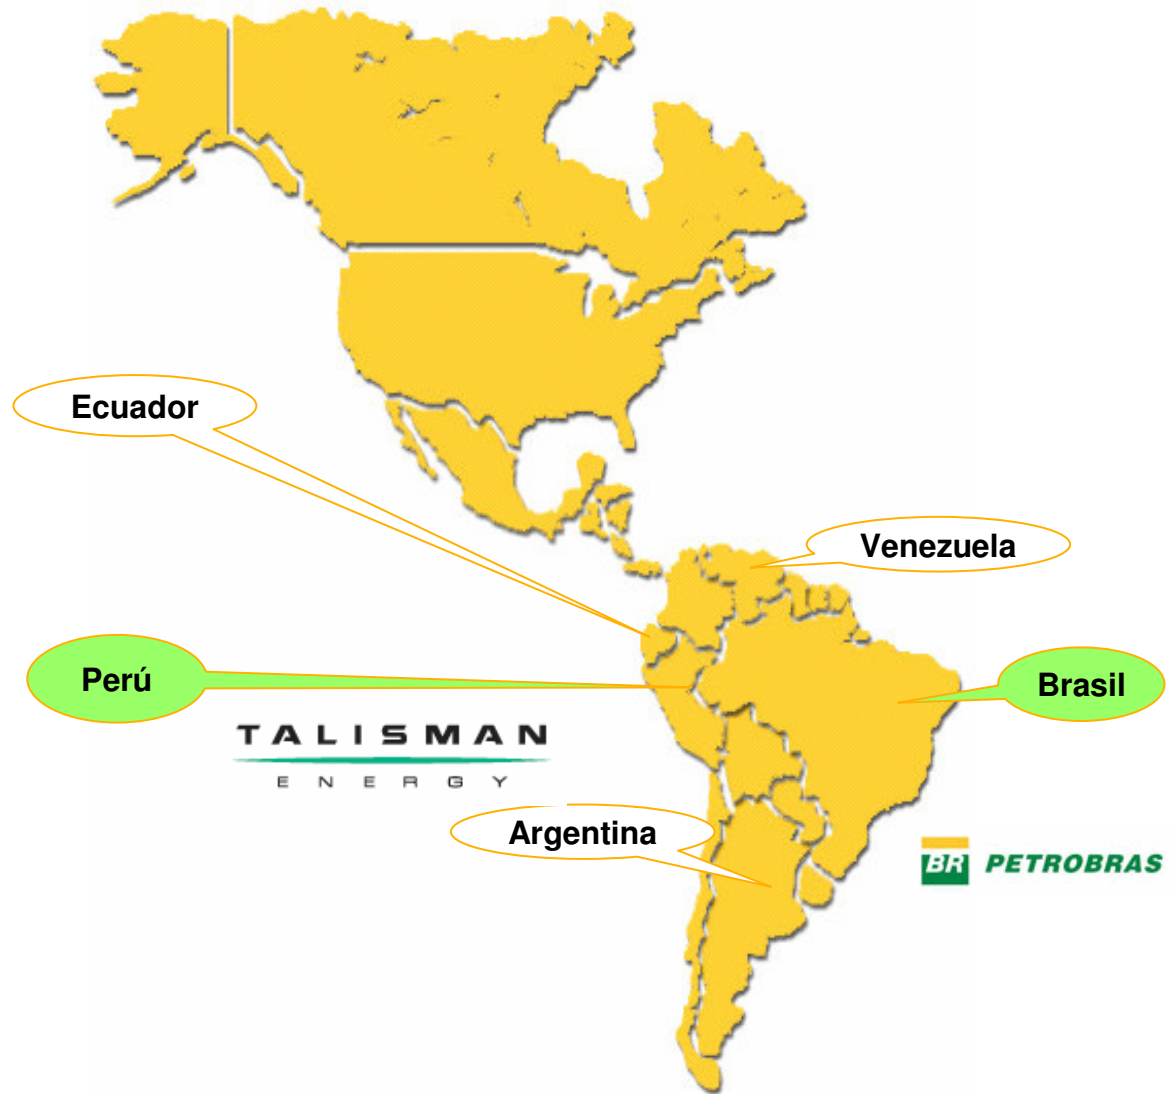 Ecuador
Venezuela
Perú
Brasil
TALISMAN
ENERGY
Argentina
BR PETROBRAS